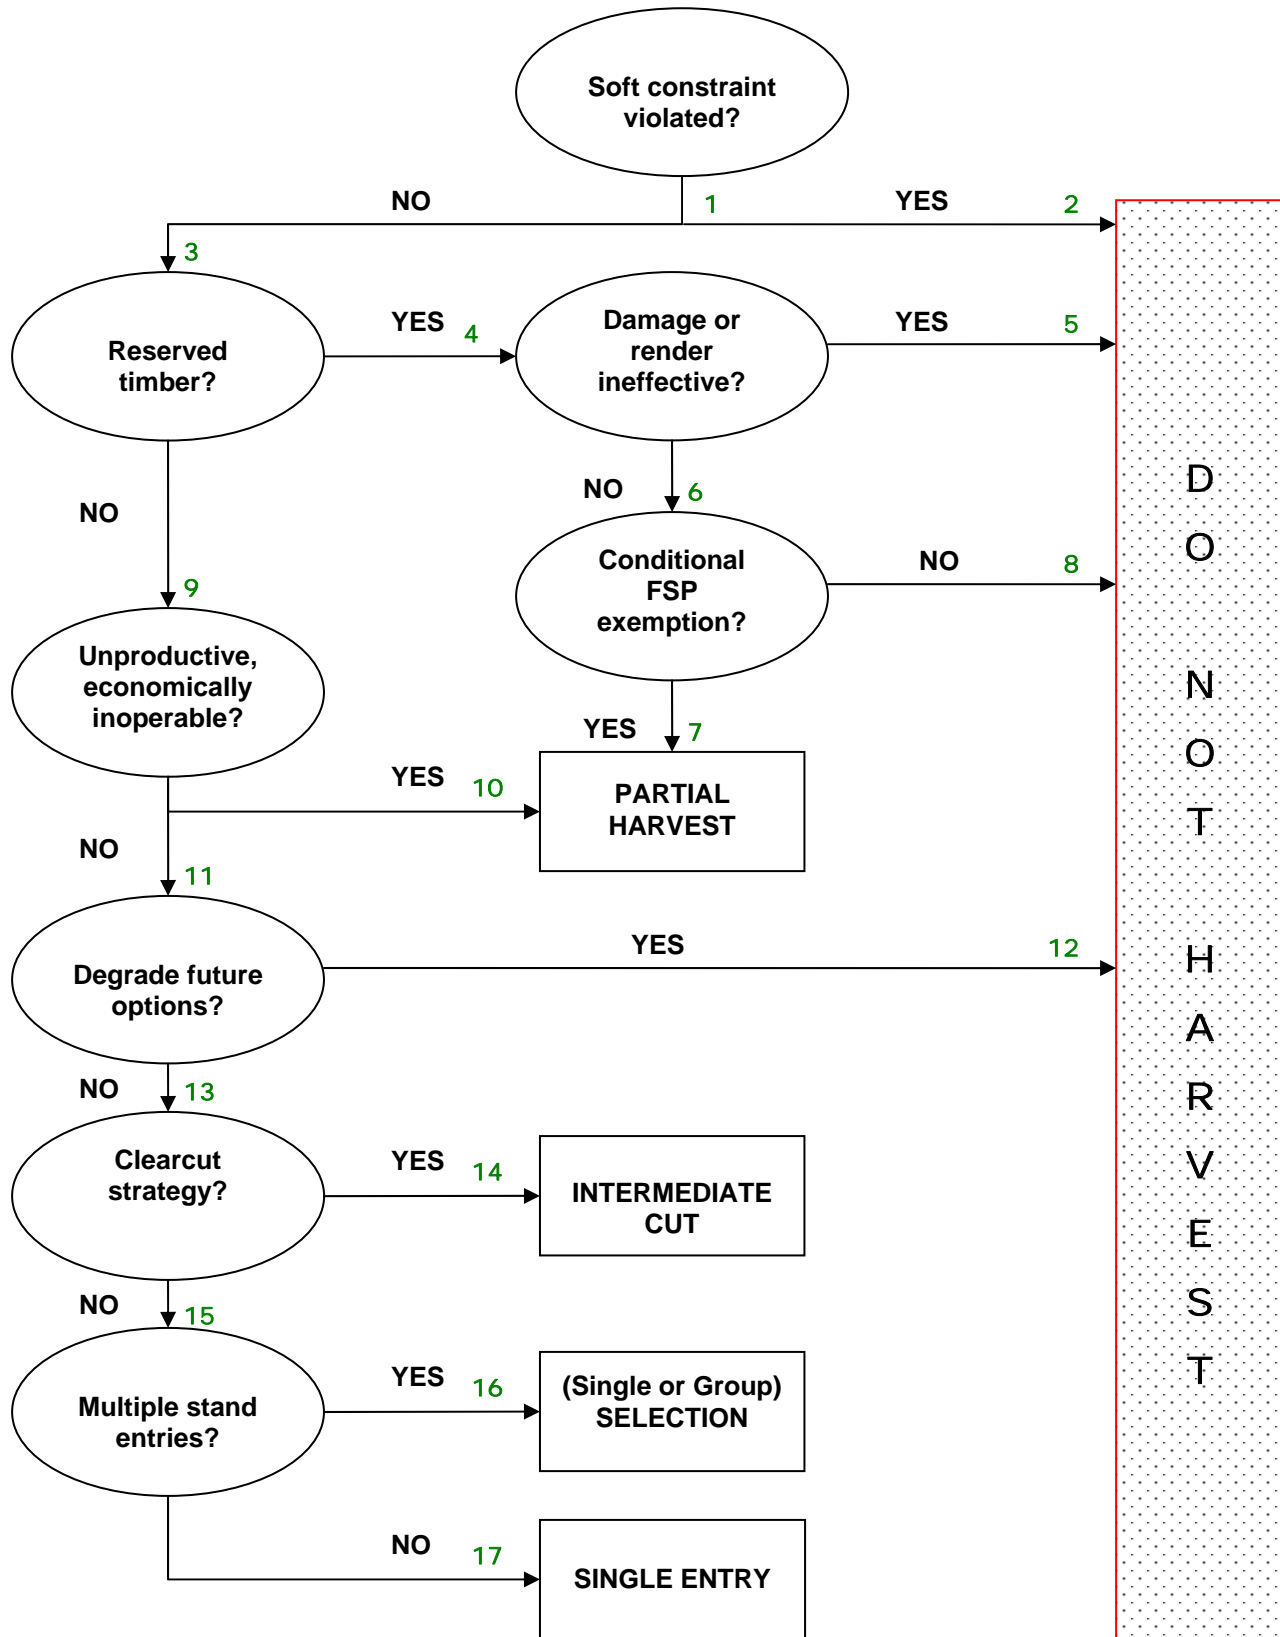 Soft constraint
violated?
NO
1
YES
2
3
Reserved
timber?
YES
4
Damage or
render
ineffective?
YES
5
NO
NO
6
9
Conditional
FSP
exemption?
NO
8
Unproductive,
economically
inoperable?
YES
7
YES
10
PARTIAL
HARVEST
NO
11
Degrade future
options?
YES
12
NO
13
Clearcut
strategy?
YES
14
INTERMEDIATE
CUT
NO
15
Multiple stand
entries?
YES
16
(Single or Group)
SELECTION
NO
17
SINGLE ENTRY
D
O
N
O
T
H
A
R
V
E
S
T